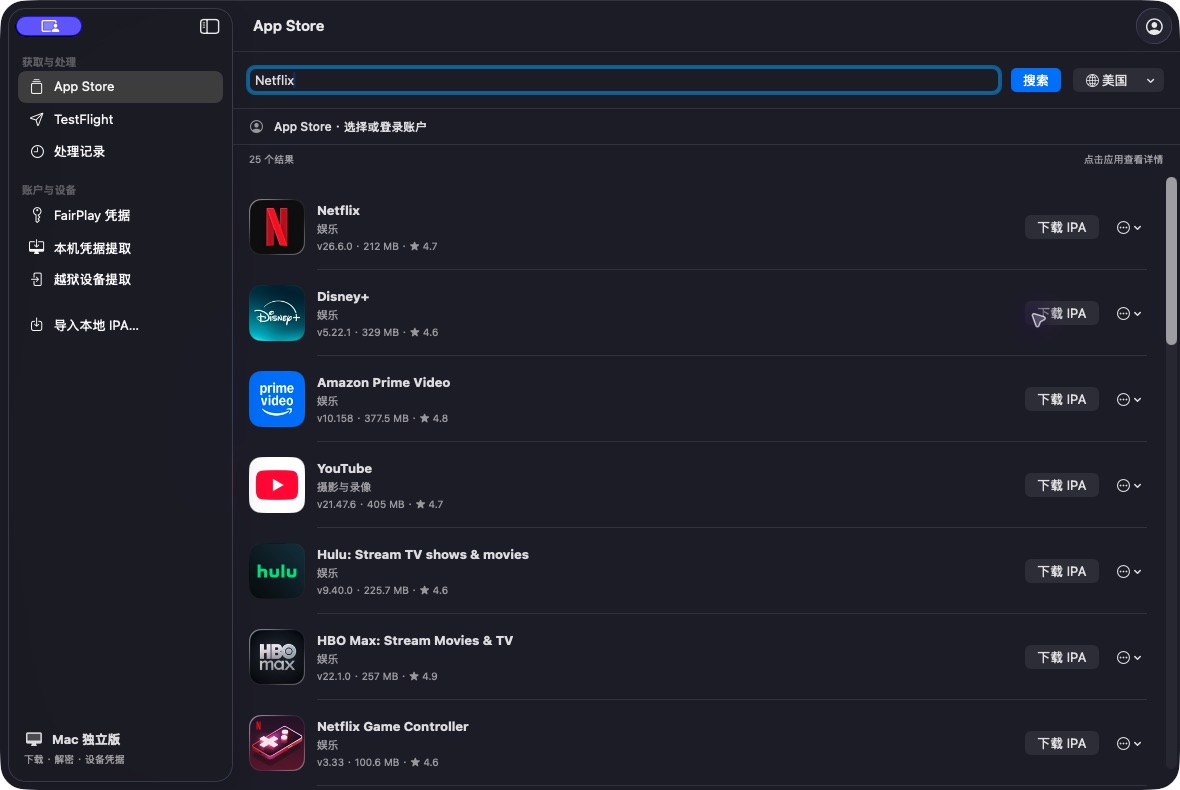 App Store
获取与处理
App Store
TestFlight
处理记录
账户与设备
FairPlay 凭据
本机凭据提取
越狱设备提取
导入本地 IPA...
Mac 独立版
下载 · 解密 · 设备凭据
Netflix
搜索
美国
App Store · 选择或登录账户
25 个结果
点击应用查看详情
Netflix
娱乐
v26.6.0 · 212 MB · ★ 4.7
下载 IPA
Disney+
Disney+
娱乐
v5.22.1 · 329 MB · ★ 4.6
下载 IPA
prime
video
Amazon Prime Video
娱乐
v10.158 · 377.5 MB · ★ 4.8
下载 IPA
YouTube
摄影与录像
v21.47.6 · 405 MB · ★ 4.7
下载 IPA
hulu
Hulu: Stream TV shows & movies
娱乐
v9.40.0 · 225.7 MB · ★ 4.6
下载 IPA
HBO
max
HBO Max: Stream Movies & TV
娱乐
v22.1.0 · 257 MB · ★ 4.9
下载 IPA
Netflix Game Controller
娱乐
v3.33 · 100.6 MB · ★ 4.6
下载 IPA